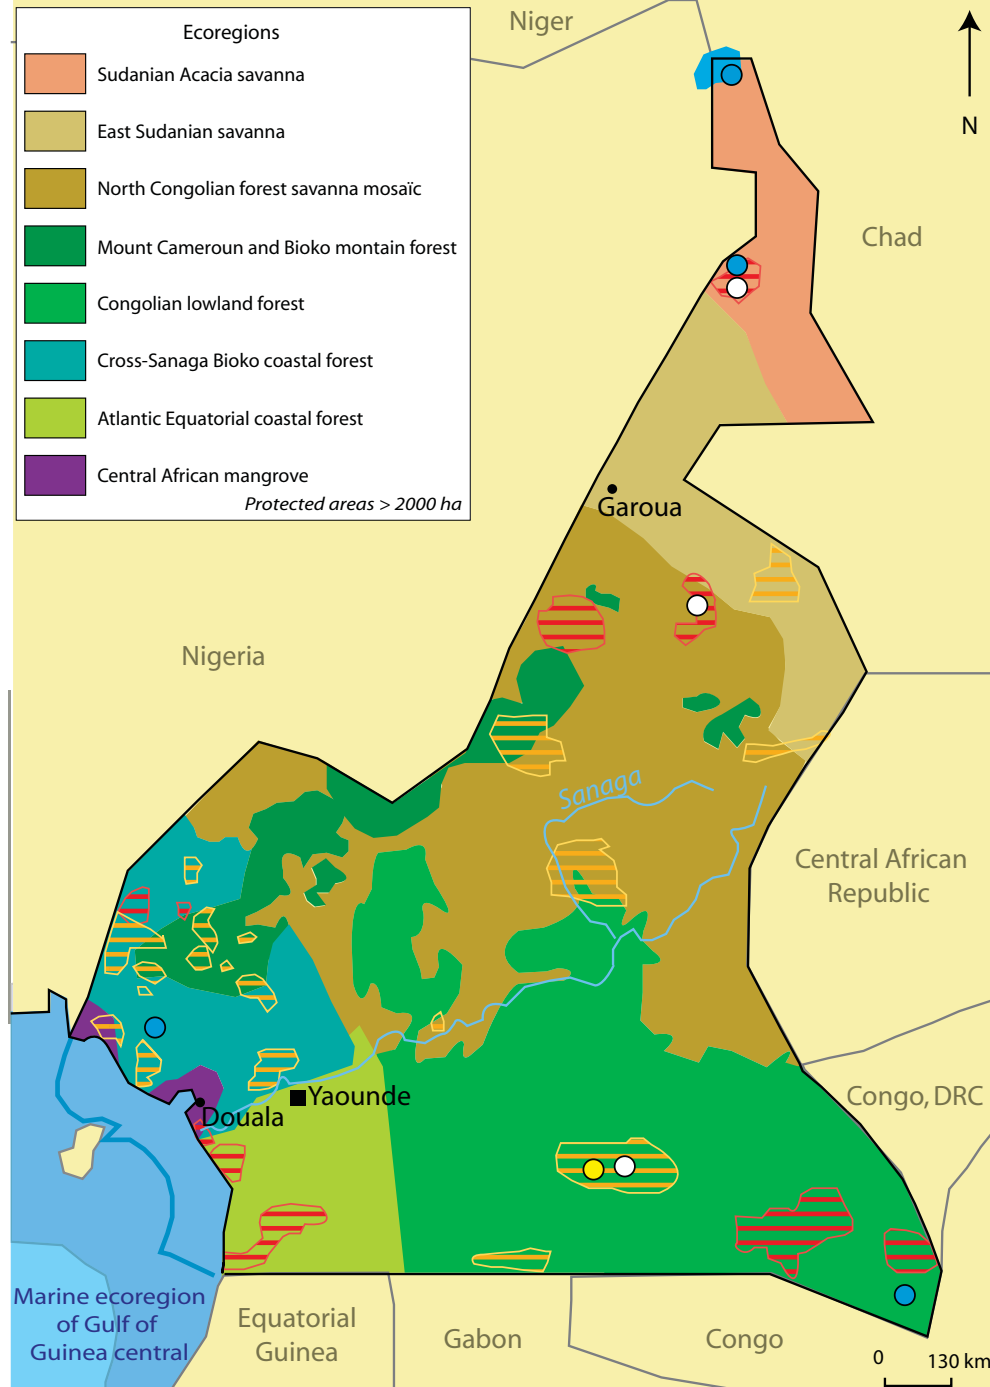 Ecoregions
Sudanian Acacia savanna
East Sudanian savanna
North Congolian forest savanna mosaïc
Mount Cameroun and Bioko montain forest
Congolian lowland forest
Cross-Sanaga Bioko coastal forest
Atlantic Equatorial coastal forest
Central African mangrove
Protected areas > 2000 ha
Niger
N
Chad
Garoua
Nigeria
Sanaga
Central African
Republic
Congo, DRC
Yaounde
Douala
Marine ecoregion
of Gulf of
Guinea central
Equatorial
Guinea
Gabon
Congo
0 130 km